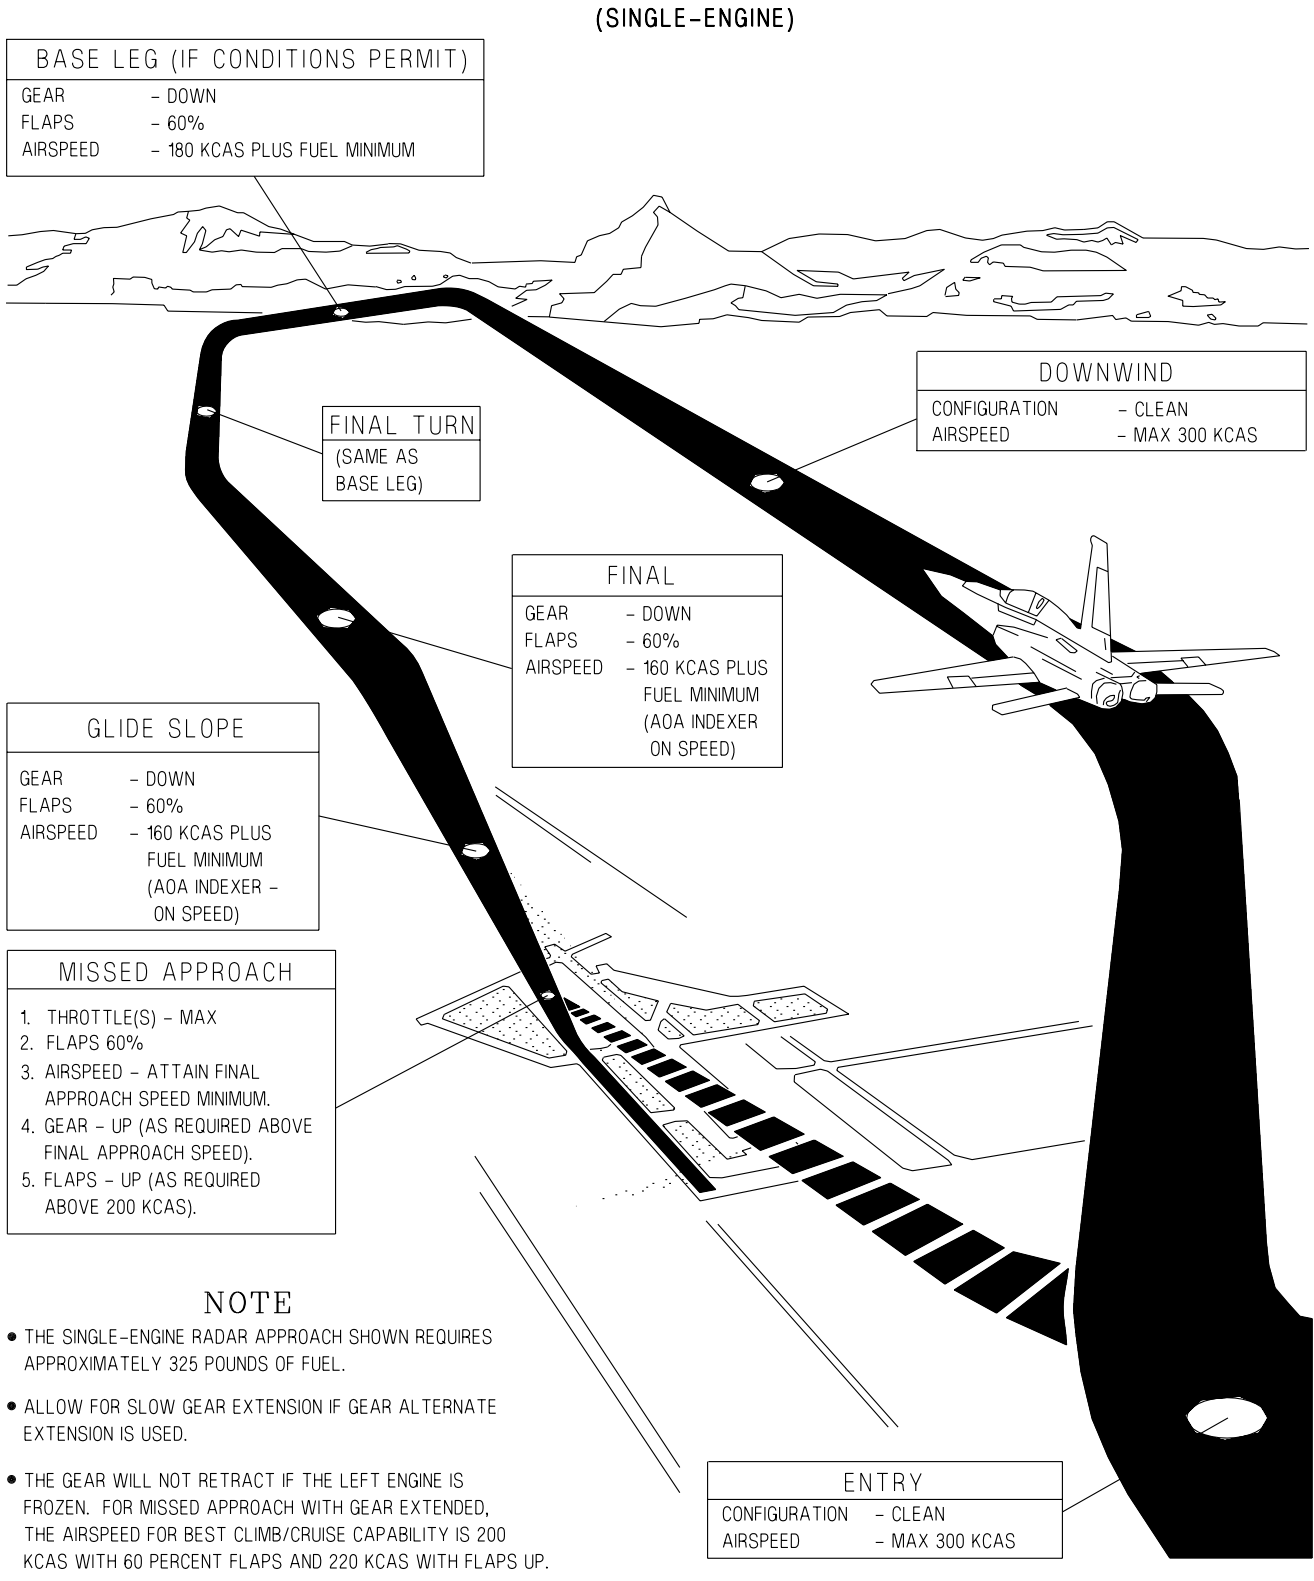 (SINGLE-ENGINE)
BASE LEG (IF CONDITIONS PERMIT)
GEAR - DOWN
FLAPS - 60%
AIRSPEED - 180 KCAS PLUS FUEL MINIMUM
DOWNWIND
CONFIGURATION - CLEAN
AIRSPEED - MAX 300 KCAS
FINAL TURN
(SAME AS
BASE LEG)
FINAL
GEAR - DOWN
FLAPS - 60%
AIRSPEED - 160 KCAS PLUS
FUEL MINIMUM
(AOA INDEXER
ON SPEED)
GLIDE SLOPE
GEAR - DOWN
FLAPS - 60%
AIRSPEED - 160 KCAS PLUS
FUEL MINIMUM
(AOA INDEXER -
ON SPEED)
MISSED APPROACH
1. THROTTLE(S) - MAX
2. FLAPS 60%
3. AIRSPEED - ATTAIN FINAL
APPROACH SPEED MINIMUM.
4. GEAR - UP (AS REQUIRED ABOVE
FINAL APPROACH SPEED).
5. FLAPS - UP (AS REQUIRED
ABOVE 200 KCAS).
NOTE
• THE SINGLE-ENGINE RADAR APPROACH SHOWN REQUIRES
APPROXIMATELY 325 POUNDS OF FUEL.
• ALLOW FOR SLOW GEAR EXTENSION IF GEAR ALTERNATE
EXTENSION IS USED.
• THE GEAR WILL NOT RETRACT IF THE LEFT ENGINE IS
FROZEN. FOR MISSED APPROACH WITH GEAR EXTENDED,
THE AIRSPEED FOR BEST CLIMB/CRUISE CAPABILITY IS 200
KCAS WITH 60 PERCENT FLAPS AND 220 KCAS WITH FLAPS UP.
ENTRY
CONFIGURATION - CLEAN
AIRSPEED - MAX 300 KCAS